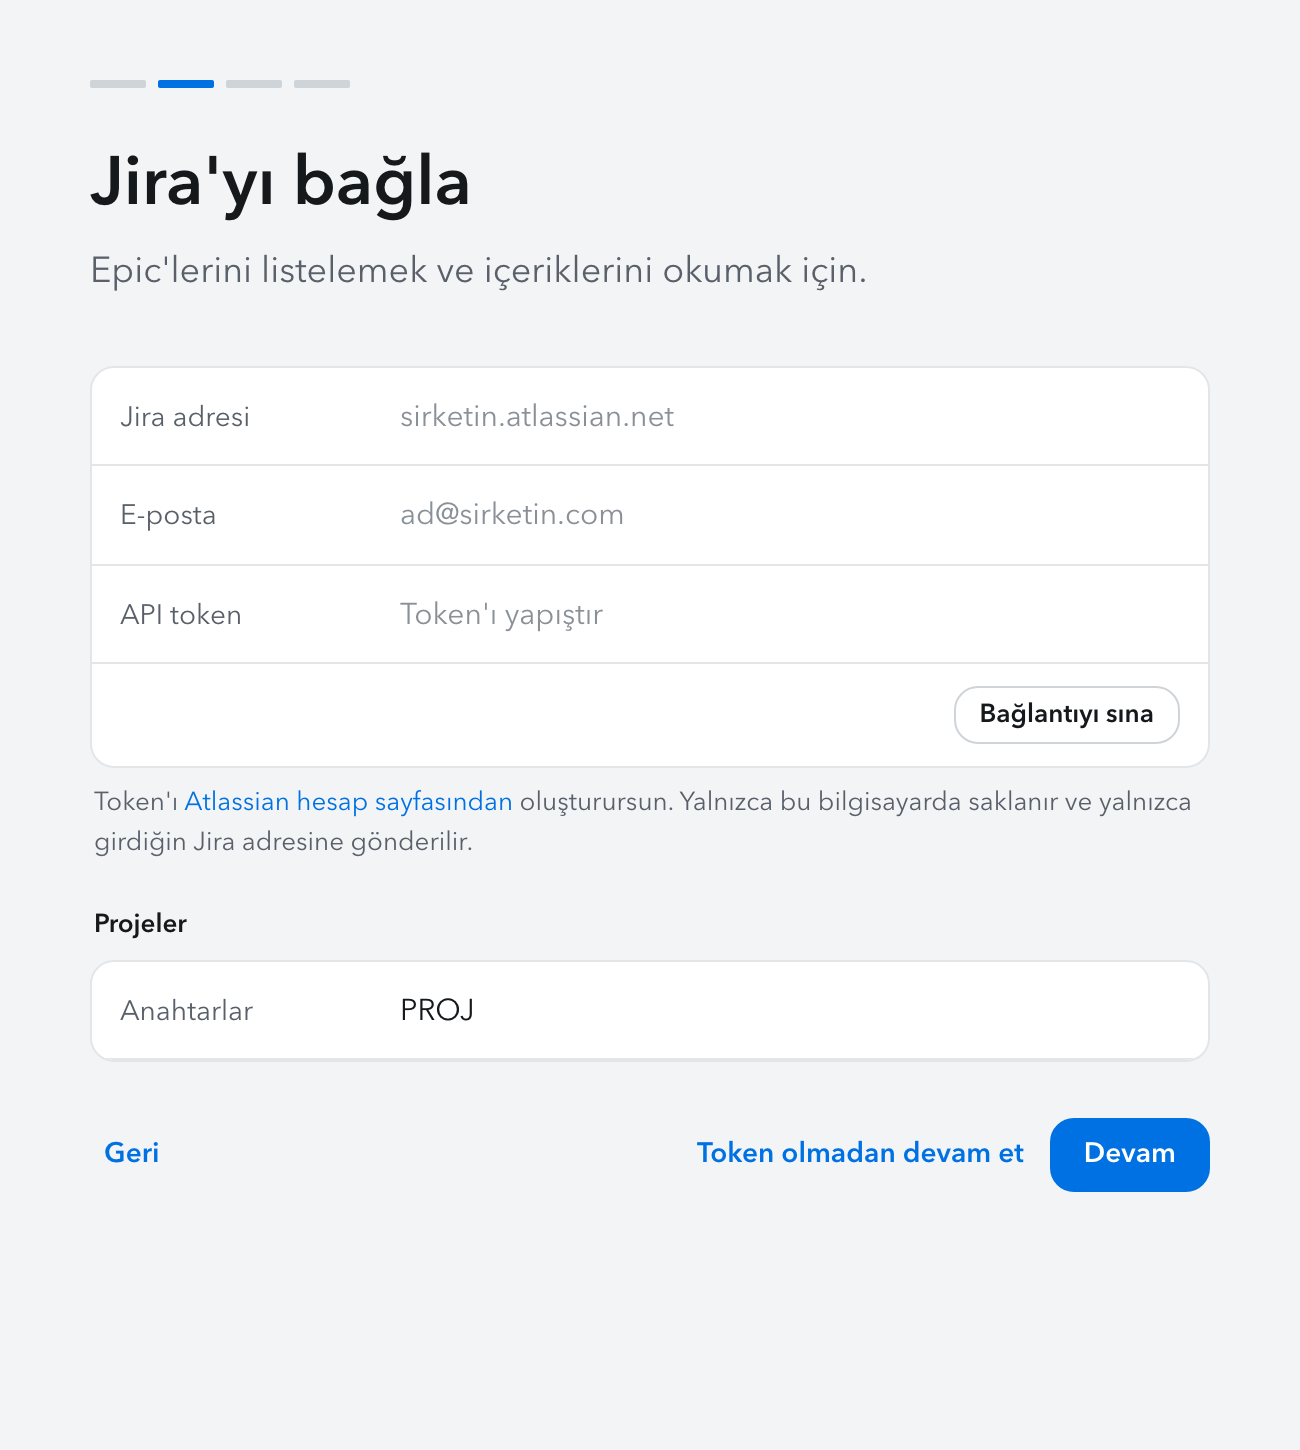 Jira'yı bağla
Epic'lerini listelemek ve içeriklerini okumak için.
Jira adresi sirketin.atlassian.net
E-posta ad@sirketin.com
API token Token'ı yapıştır
Bağlantıyı sına
Token'ı Atlassian hesap sayfasından oluşturursun. Yalnızca bu bilgisayarda saklanır ve yalnızca
girdiğin Jira adresine gönderilir.
Projeler
Anahtarlar PROJ
Geri Token olmadan devam et Devam